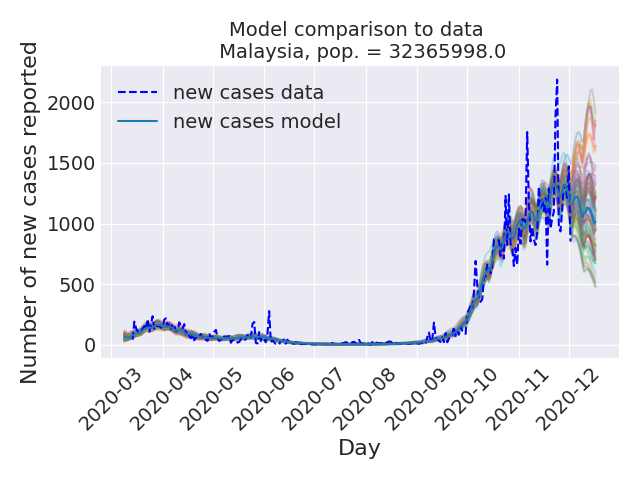 Model comparison to data
Malaysia, pop. = 32365998.0
Number of new cases reported
new cases data
new cases model
2000
1500
1000
500
0
2020-03
2020-04
2020-05
2020-06
2020-07
2020-08
2020-09
2020-10
2020-11
2020-12
Day